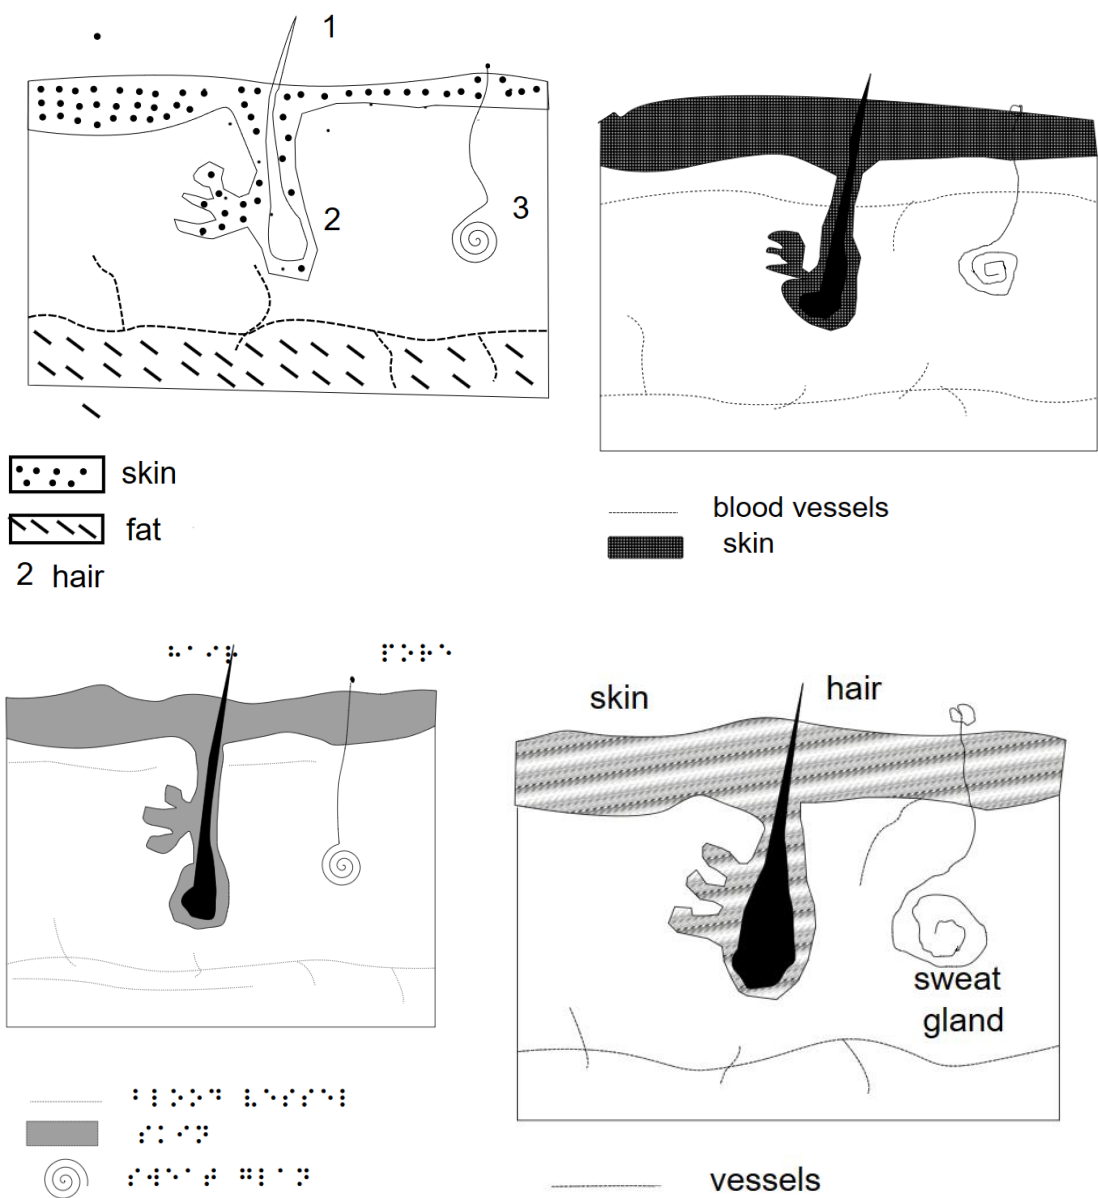 1
2
3
skin
fat
2 hair
blood vessels
skin
⠓⠁⠊⠗
⠏⠕⠗⠑
⠃⠇⠕⠕⠙ ⠧⠑⠎⠎⠑⠇
⠎⠅⠊⠝
⠎⠺⠑⠁⠞ ⠛⠇⠁⠝
skin
hair
sweat
gland
vessels